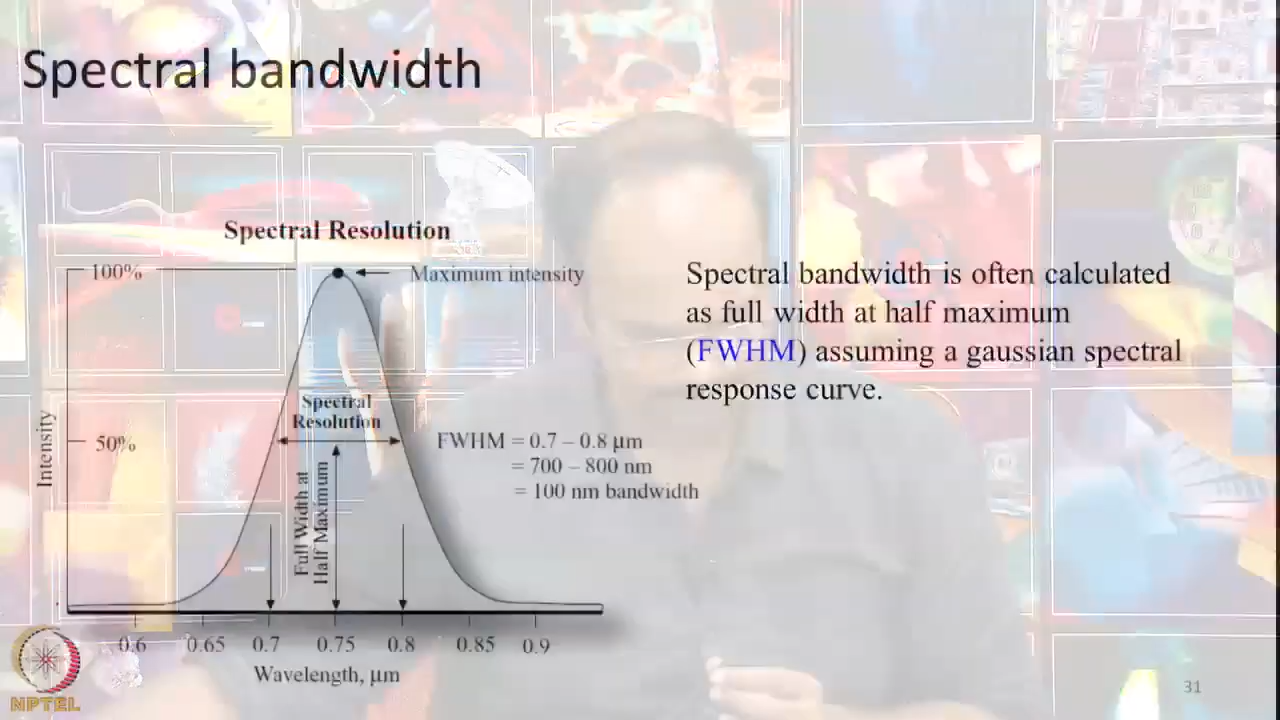 Spectral bandwidth
Spectral Resolution
100%
Maximum intensity
Spectral
Resolution
50%
Intensity
Full Width at
Half Maximum
FWHM = 0.7 – 0.8 µm
= 700 – 800 nm
= 100 nm bandwidth
0.6 0.65 0.7 0.75 0.8 0.85 0.9
Wavelength, µm
Spectral bandwidth is often calculated
as full width at half maximum
(FWHM) assuming a gaussian spectral
response curve.
NPTEL
31